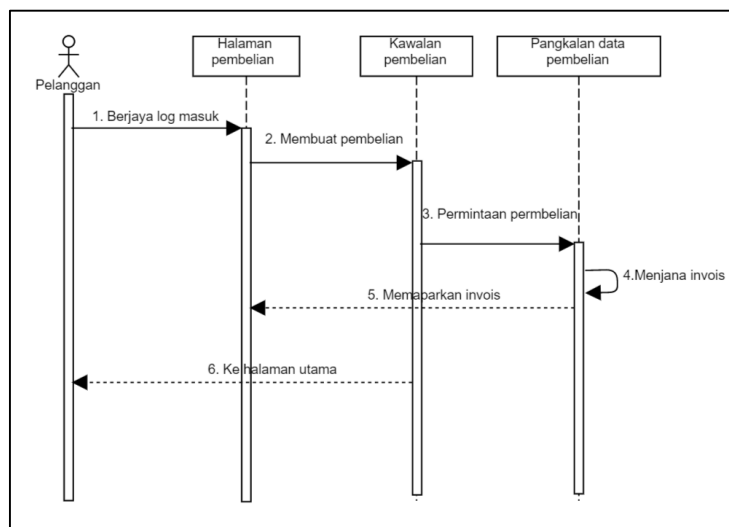 Halaman
pembelian
Kawalan
pembelian
Pangkalan data
pembelian
Pelanggan
1. Berjaya log masuk
2. Membuat pembelian
3. Permintaan permbelian
4.Menjana invois
5. Memaparkan invois
6. Ke halaman utama